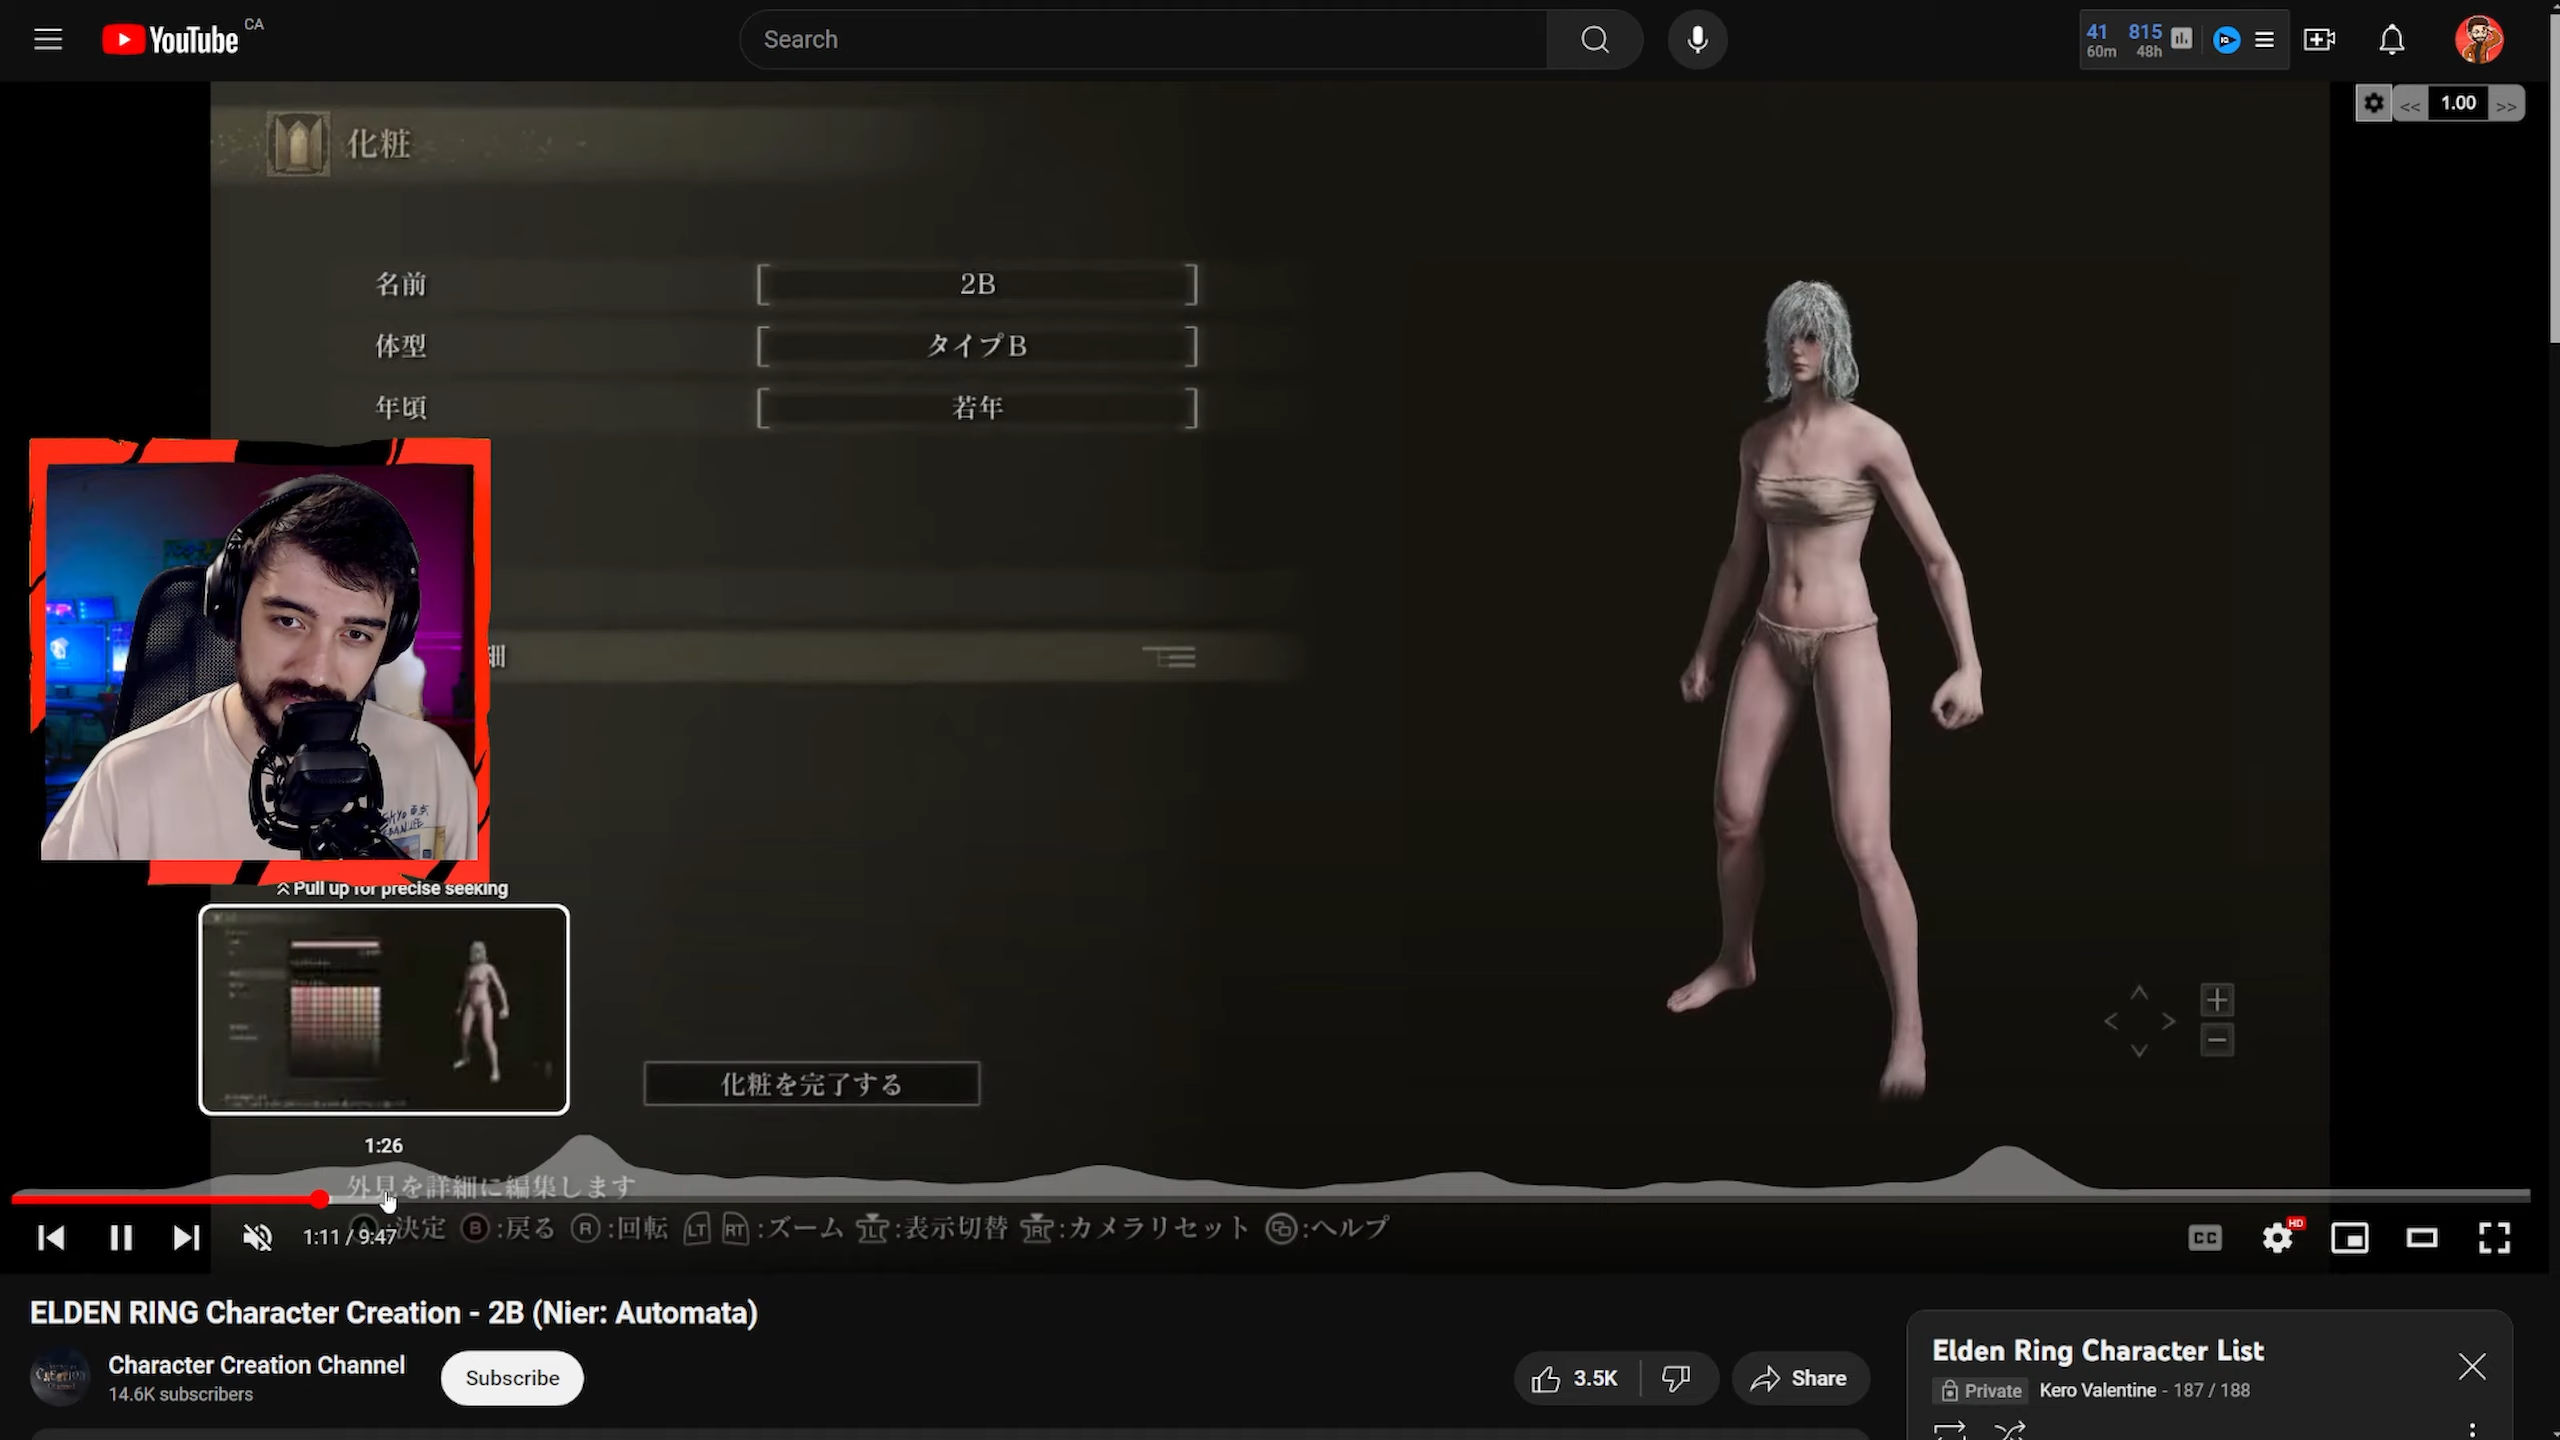 YouTube CA
Search
41 815
60m 48h
<< 1.00 >>
化粧
名前 2B
体型 タイプB
年頃 若年
細
Pull up for precise seeking
化粧を完了する
1:26
外見を詳細に編集します
1:11 / 9:47
A :決定 B :戻る R :回転 LT RT :ズーム L :表示切替 R :カメラリセット :ヘルプ
CC HD
ELDEN RING Character Creation - 2B (Nier: Automata)
Character Creation Channel
14.6K subscribers
Subscribe
3.5K
Share
Elden Ring Character List
Private Kero Valentine - 187 / 188